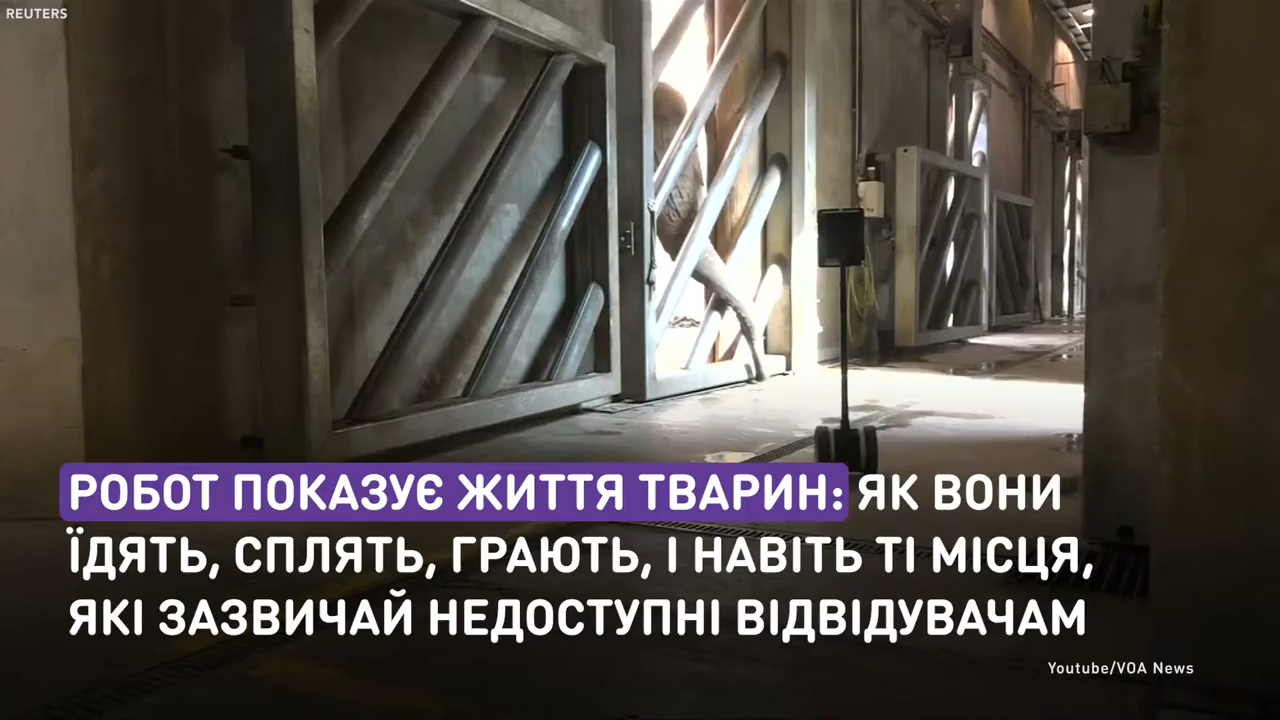 REUTERS
РОБОТ ПОКАЗУЄ ЖИТТЯ ТВАРИН: ЯК ВОНИ
ЇДЯТЬ, СПЛЯТЬ, ГРАЮТЬ, І НАВІТЬ ТІ МІСЦЯ,
ЯКІ ЗАЗВИЧАЙ НЕДОСТУПНІ ВІДВІДУВАЧАМ
Youtube/VOA News